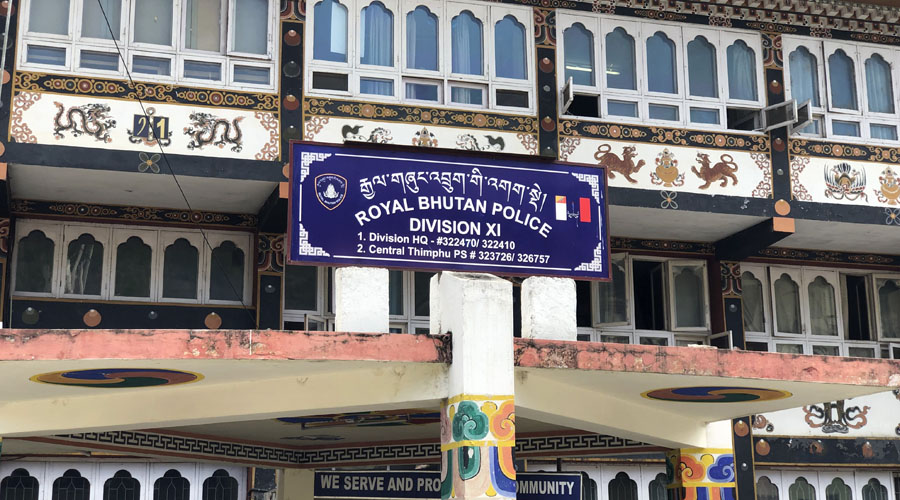 རྒྱལ་གཞུང་འབྲུག་གི་འགག་སྡེ།
ROYAL BHUTAN POLICE
DIVISION XI
1. Division HQ - #322470/ 322410
2. Central Thimphu PS # 323726/ 326757
WE SERVE AND PRO OMMUNITY